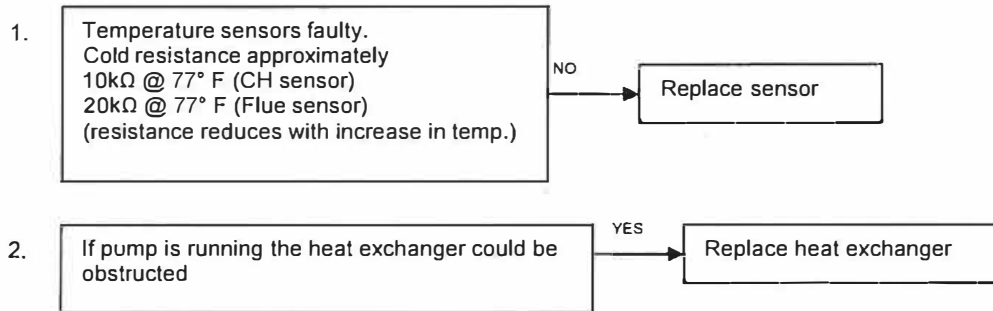 1.
Temperature sensors faulty.
Cold resistance approximately
10kΩ @ 77° F (CH sensor)
20kΩ @ 77° F (Flue sensor)
(resistance reduces with increase in temp.)
NO
Replace sensor
2.
If pump is running the heat exchanger could be
obstructed
YES
Replace heat exchanger